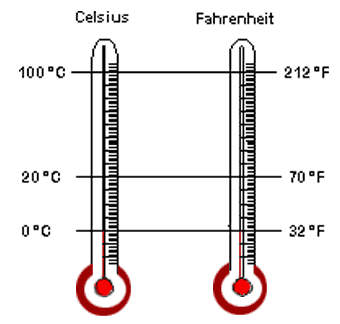 Celsius Fahrenheit
100°C 212°F
20°C 70°F
0°C 32°F